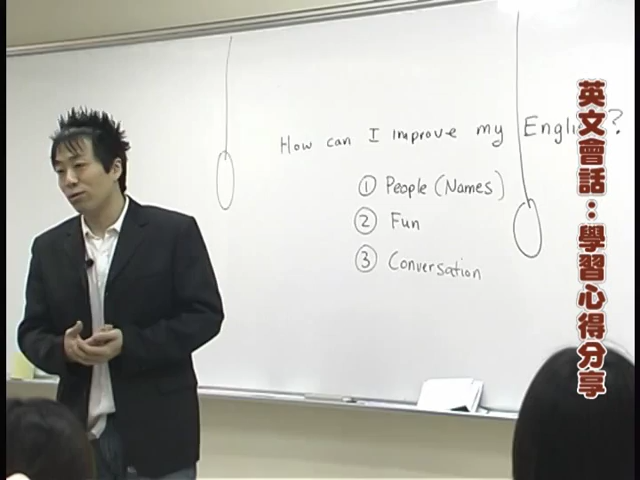 How can I improve my English?
① People (Names)
② Fun
③ Conversation
英文會話：學習心得分享